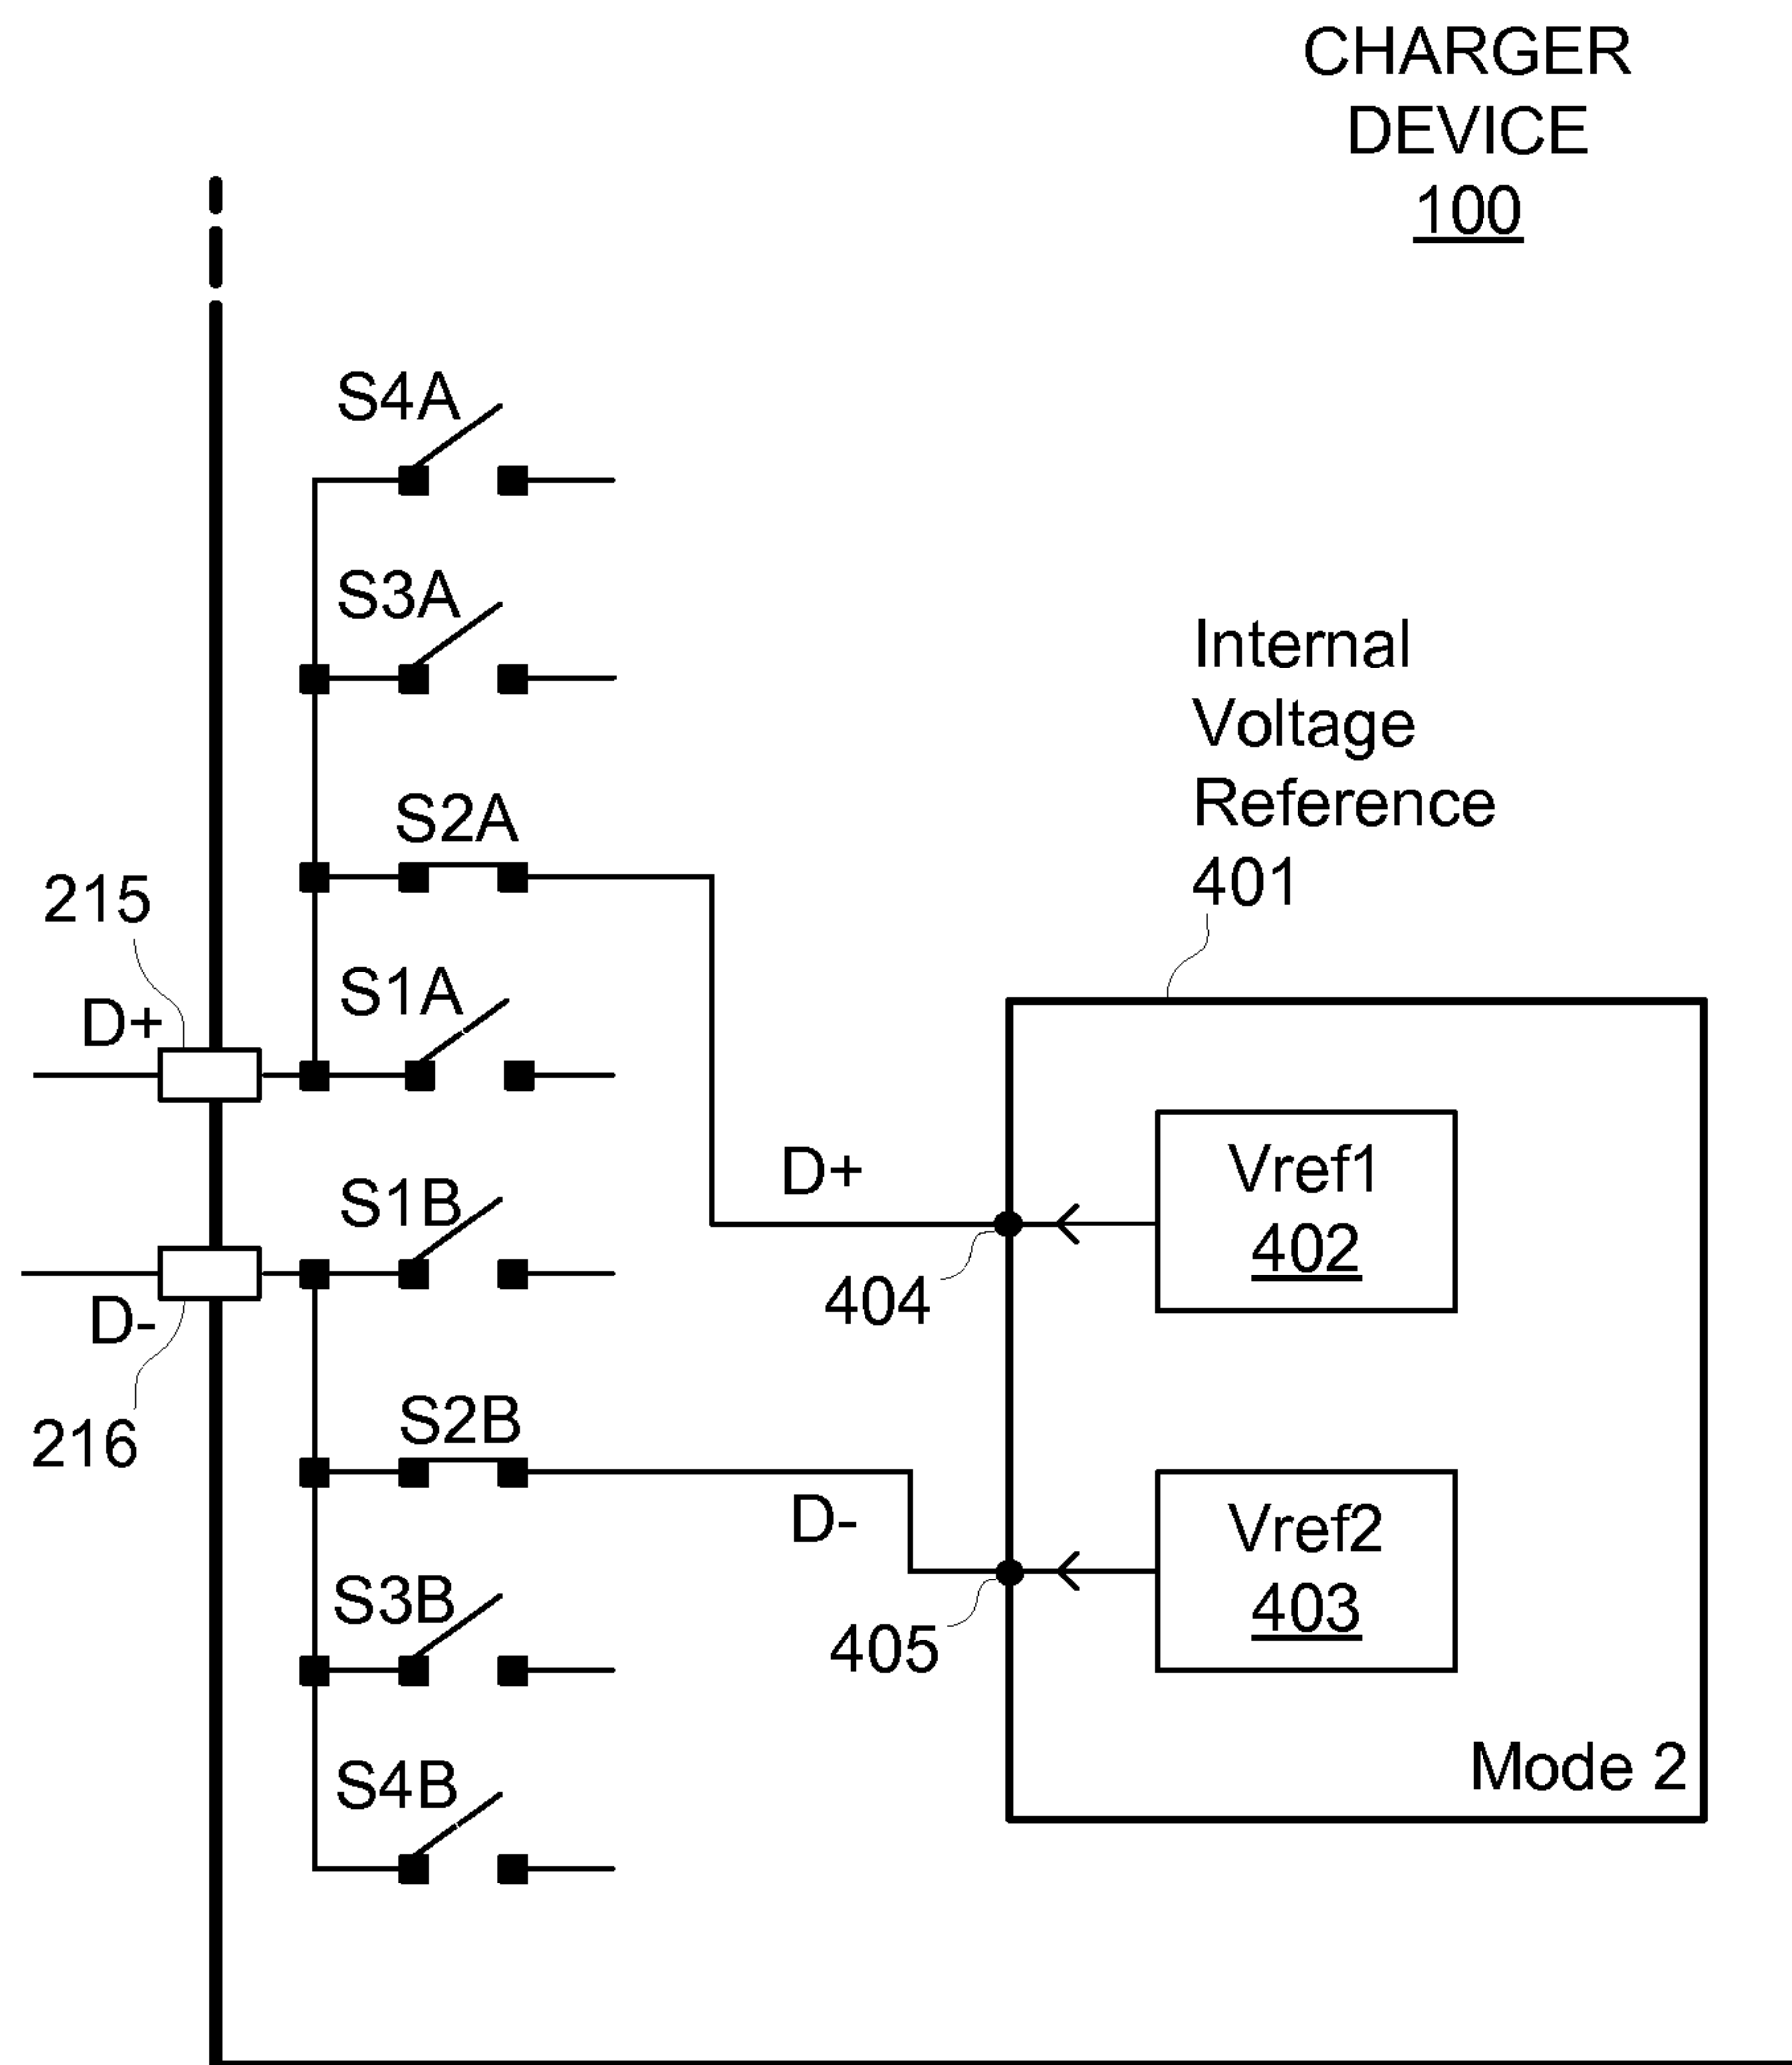 CHARGER
DEVICE
100
S4A
S3A
Internal
Voltage
Reference
401
S2A
215
S1A
D+
D+
Vref1
402
S1B
404
D-
216
S2B
D-
Vref2
403
S3B
405
Mode 2
S4B